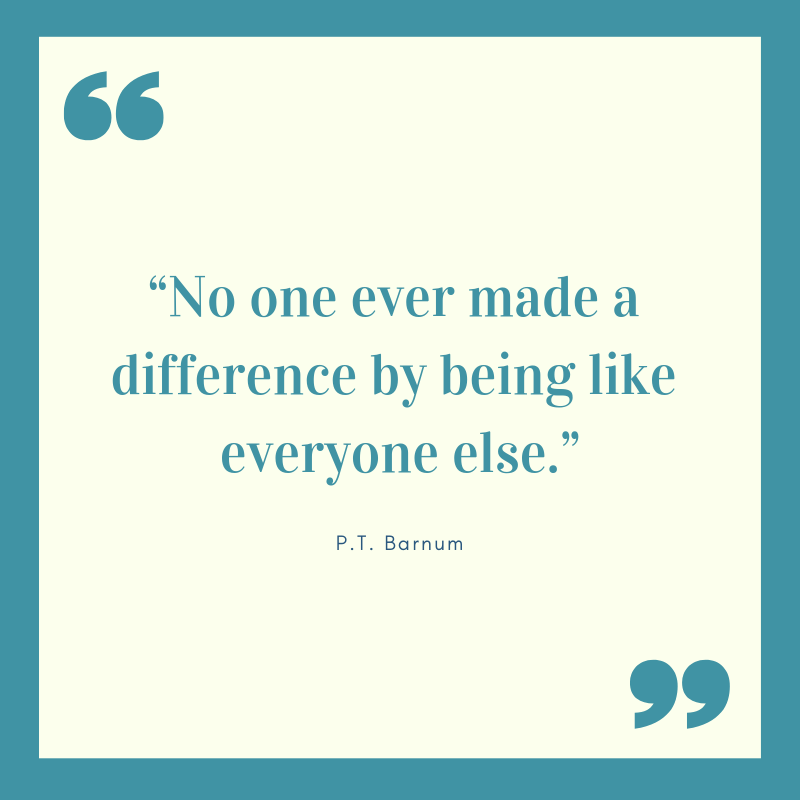 “No one ever made a
difference by being like
everyone else.”
P.T. Barnum